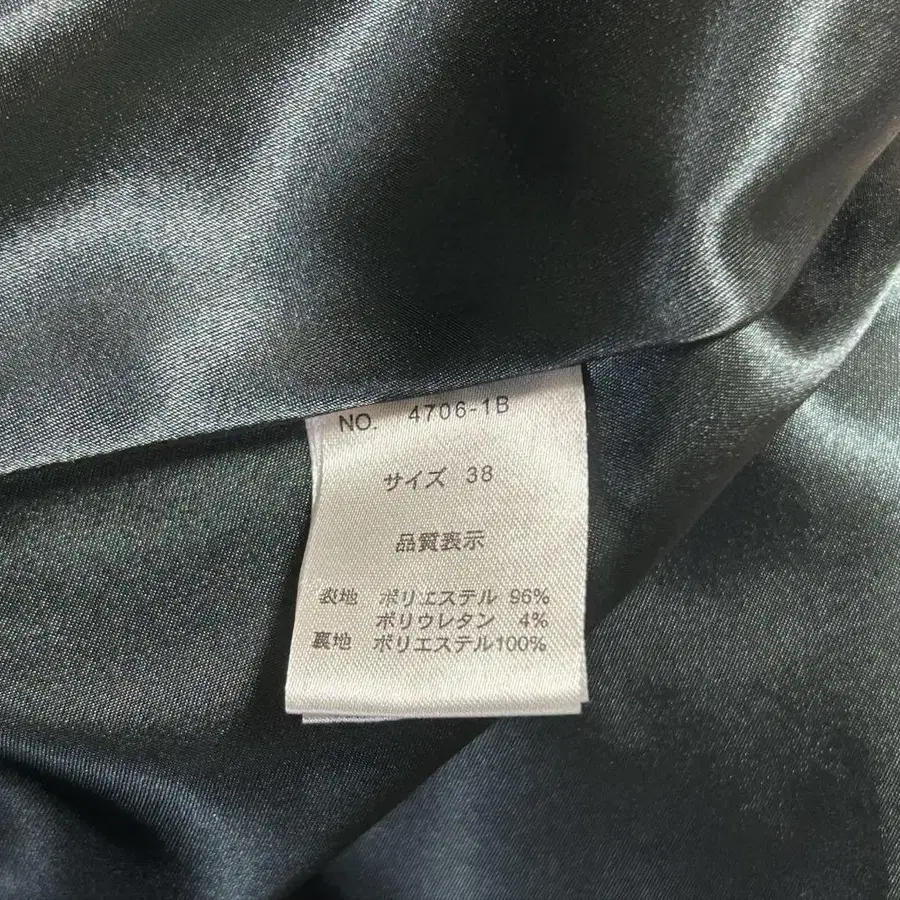 NO. 4706-1B
サイズ 38
品質表示
表地 ポリエステル 96%
ポリウレタン 4%
裏地 ポリエステル100%